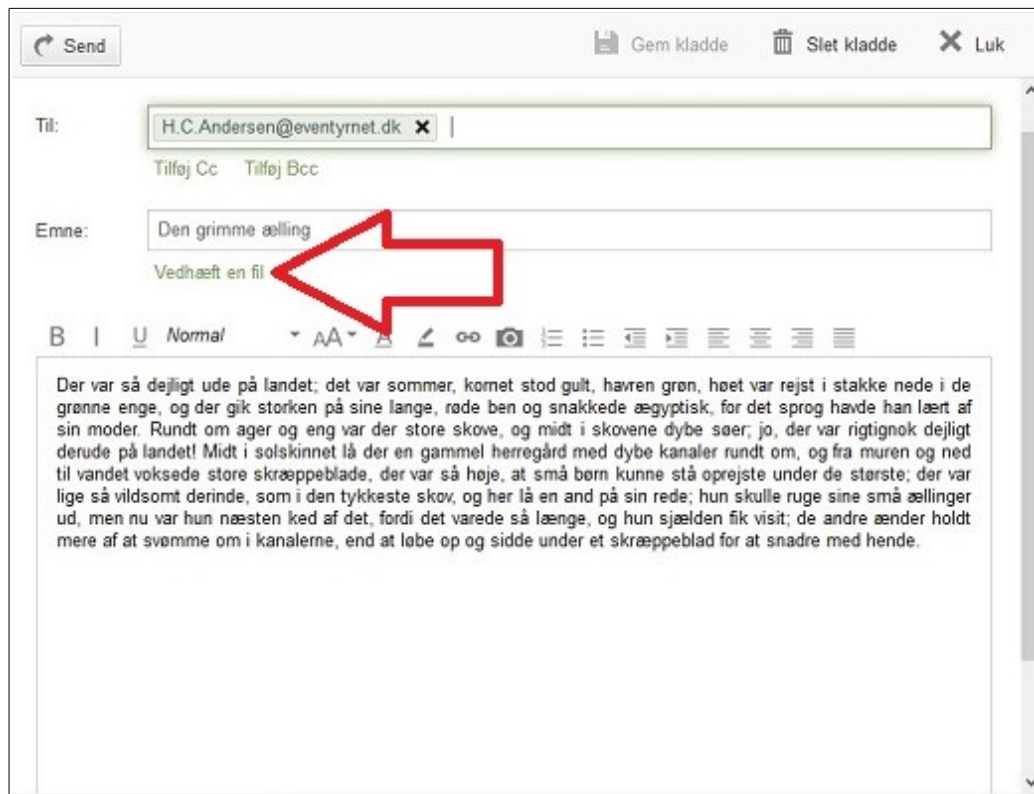 Send Gem kladde Slet kladde Luk
Til: H.C.Andersen@eventyrnet.dk
Tilføj Cc Tilføj Bcc
Emne: Den grimme ælling
Vedhæft en fil
B I U Normal AA A
Der var så dejligt ude på landet; det var sommer, kornet stod gult, havren grøn, høet var rejst i stakke nede i de
grønne enge, og der gik storken på sine lange, røde ben og snakkede ægyptisk, for det sprog havde han lært af
sin moder. Rundt om ager og eng var der store skove, og midt i skovene dybe søer; jo, der var rigtignok dejligt
derude på landet! Midt i solskinnet lå der en gammel herregård med dybe kanaler rundt om, og fra muren og ned
til vandet voksede store skræppeblade, der var så høje, at små børn kunne stå oprejste under de største; der var
lige så vildsomt derinde, som i den tykkeste skov, og her lå en and på sin rede; hun skulle ruge sine små ællinger
ud, men nu var hun næsten ked af det, fordi det varede så længe, og hun sjælden fik visit; de andre ænder holdt
mere af at svømme om i kanalerne, end at løbe op og sidde under et skræppeblad for at snadre med hende.